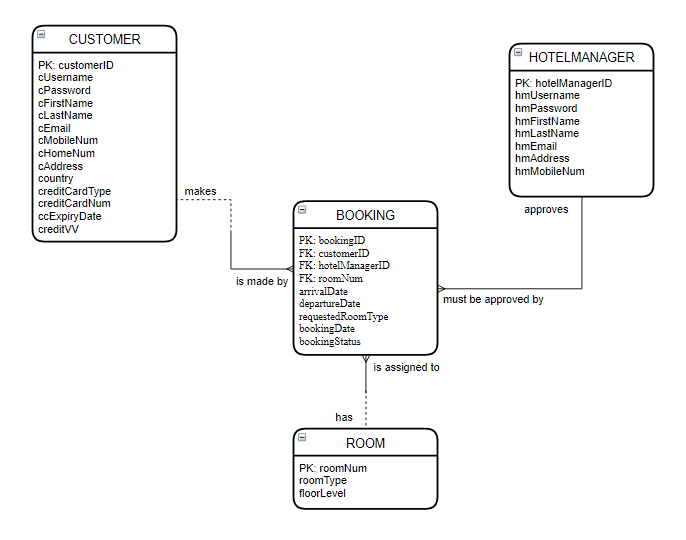 CUSTOMER
PK: customerID
cUsername
cPassword
cFirstName
cLastName
cEmail
cMobileNum
cHomeNum
cAddress
country
creditCardType
creditCardNum
ccExpiryDate
creditVV
HOTELMANAGER
PK: hotelManagerID
hmUsername
hmPassword
hmFirstName
hmLastName
hmEmail
hmAddress
hmMobileNum
makes
is made by
approves
must be approved by
BOOKING
PK: bookingID
FK: customerID
FK: hotelManagerID
FK: roomNum
arrivalDate
departureDate
requestedRoomType
bookingDate
bookingStatus
is assigned to
has
ROOM
PK: roomNum
roomType
floorLevel